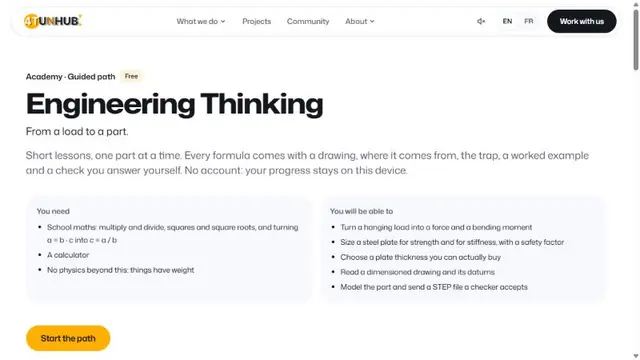 4TUNHUB
What we do
Projects
Community
About
EN
FR
Work with us
Academy · Guided path
Free
Engineering Thinking
From a load to a part.
Short lessons, one part at a time. Every formula comes with a drawing, where it comes from, the trap, a worked example
and a check you answer yourself. No account: your progress stays on this device.
You need
School maths: multiply and divide, squares and square roots, and turning
a = b · c into c = a / b
A calculator
No physics beyond this: things have weight
You will be able to
Turn a hanging load into a force and a bending moment
Size a steel plate for strength and for stiffness, with a safety factor
Choose a plate thickness you can actually buy
Read a dimensioned drawing and its datums
Model the part and send a STEP file a checker accepts
Start the path